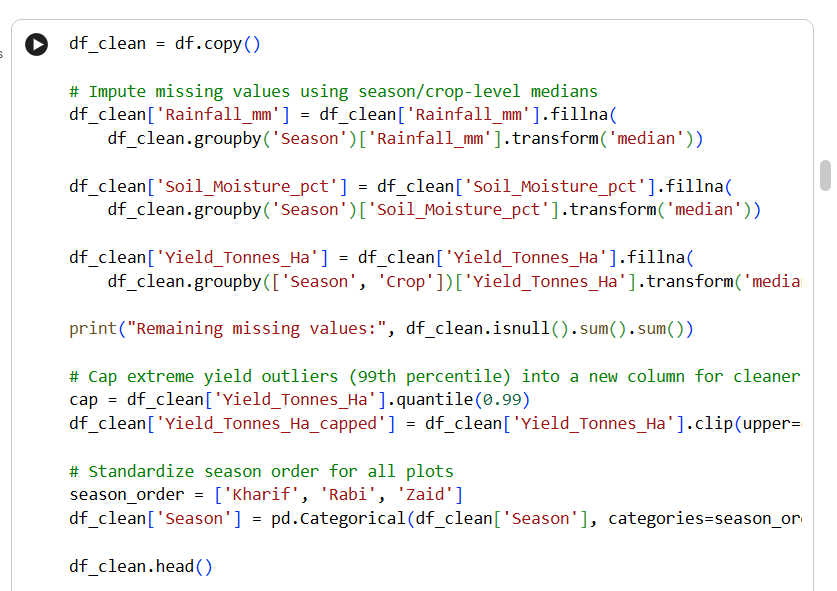 s
df_clean = df.copy()
# Impute missing values using season/crop-level medians
df_clean['Rainfall_mm'] = df_clean['Rainfall_mm'].fillna(
df_clean.groupby('Season')['Rainfall_mm'].transform('median'))
df_clean['Soil_Moisture_pct'] = df_clean['Soil_Moisture_pct'].fillna(
df_clean.groupby('Season')['Soil_Moisture_pct'].transform('median'))
df_clean['Yield_Tonnes_Ha'] = df_clean['Yield_Tonnes_Ha'].fillna(
df_clean.groupby(['Season', 'Crop'])['Yield_Tonnes_Ha'].transform('media
print("Remaining missing values:", df_clean.isnull().sum().sum())
# Cap extreme yield outliers (99th percentile) into a new column for cleaner
cap = df_clean['Yield_Tonnes_Ha'].quantile(0.99)
df_clean['Yield_Tonnes_Ha_capped'] = df_clean['Yield_Tonnes_Ha'].clip(upper=
# Standardize season order for all plots
season_order = ['Kharif', 'Rabi', 'Zaid']
df_clean['Season'] = pd.Categorical(df_clean['Season'], categories=season_or
df_clean.head()